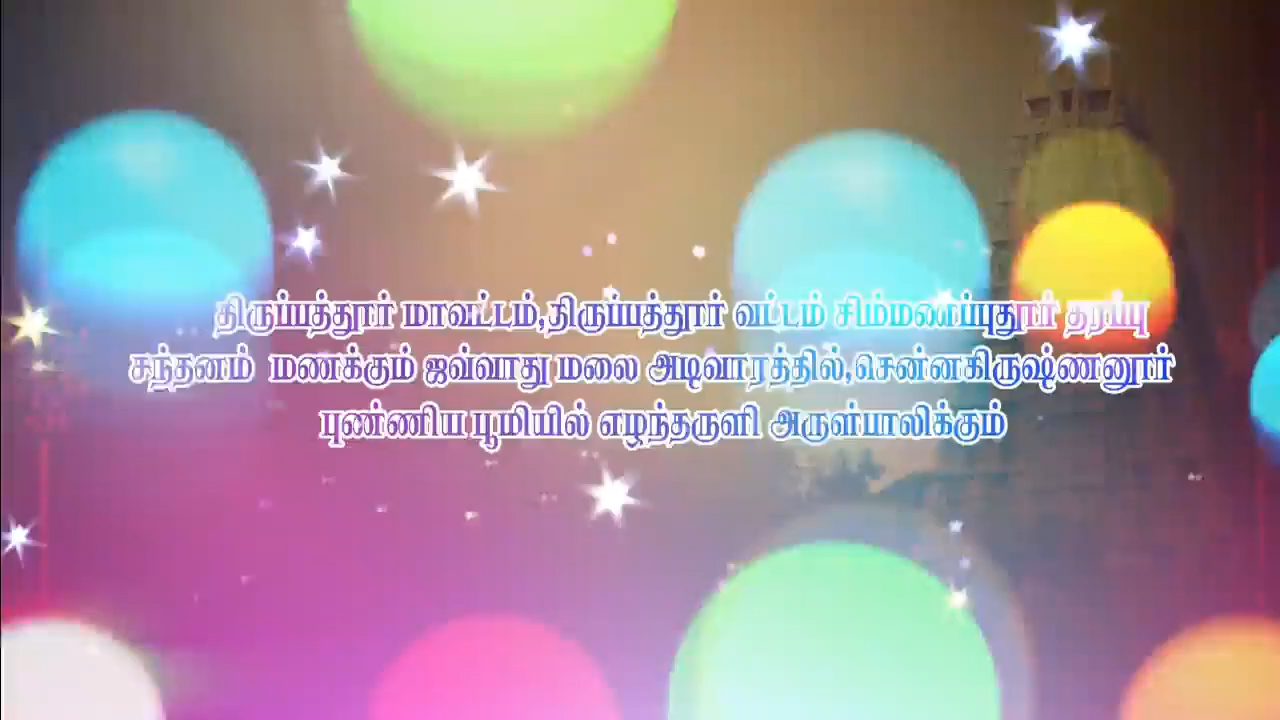 திருப்பத்தூர் மாவட்டம்,திருப்பத்தூர் வட்டம் சிம்மணப்புதூர் தரப்பு
சந்தனம் மணக்கும் ஜவ்வாது மலை அடிவாரத்தில்,சென்னகிருஷ்ணனூர்
புண்ணிய பூமியில் எழந்தருளி அருள்பாலிக்கும்